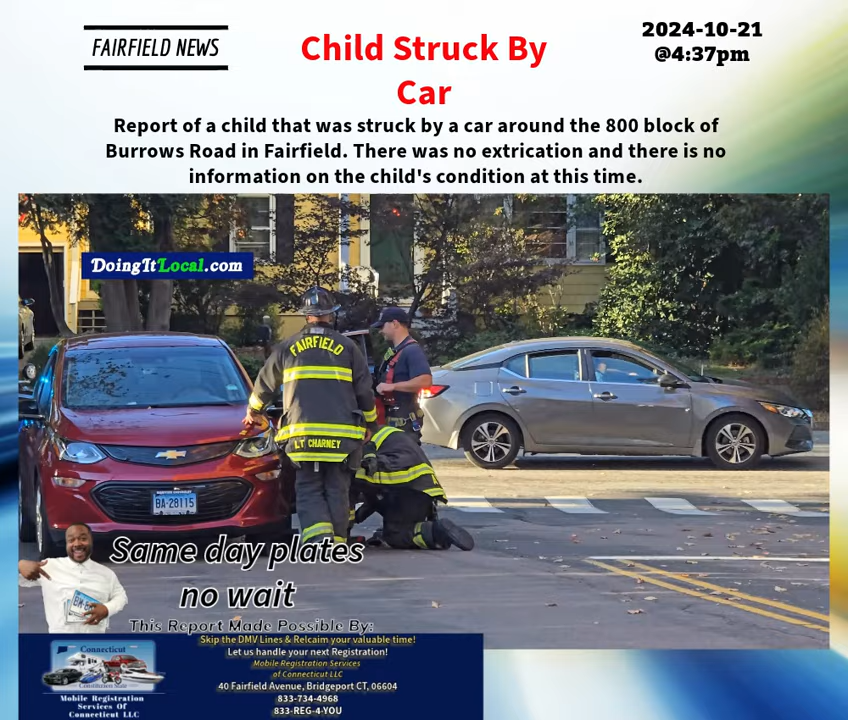 FAIRFIELD NEWS
Child Struck By
Car
2024-10-21
@4:37pm
Report of a child that was struck by a car around the 800 block of
Burrows Road in Fairfield. There was no extrication and there is no
information on the child's condition at this time.
DoingItLocal.com
FAIRFIELD
LT CHARNEY
BA·28115
Same day plates
no wait
This Report Made Possible By:
Skip the DMV Lines & Relcaim your valuable time!
Let us handle your next Registration!
Mobile Registration Services
of Connecticut LLC
40 Fairfield Avenue, Bridgeport CT, 06604
833-734-4968
833-REG-4-YOU
Connecticut
Constitution State
Mobile Registration
Services Of
Connecticut LLC